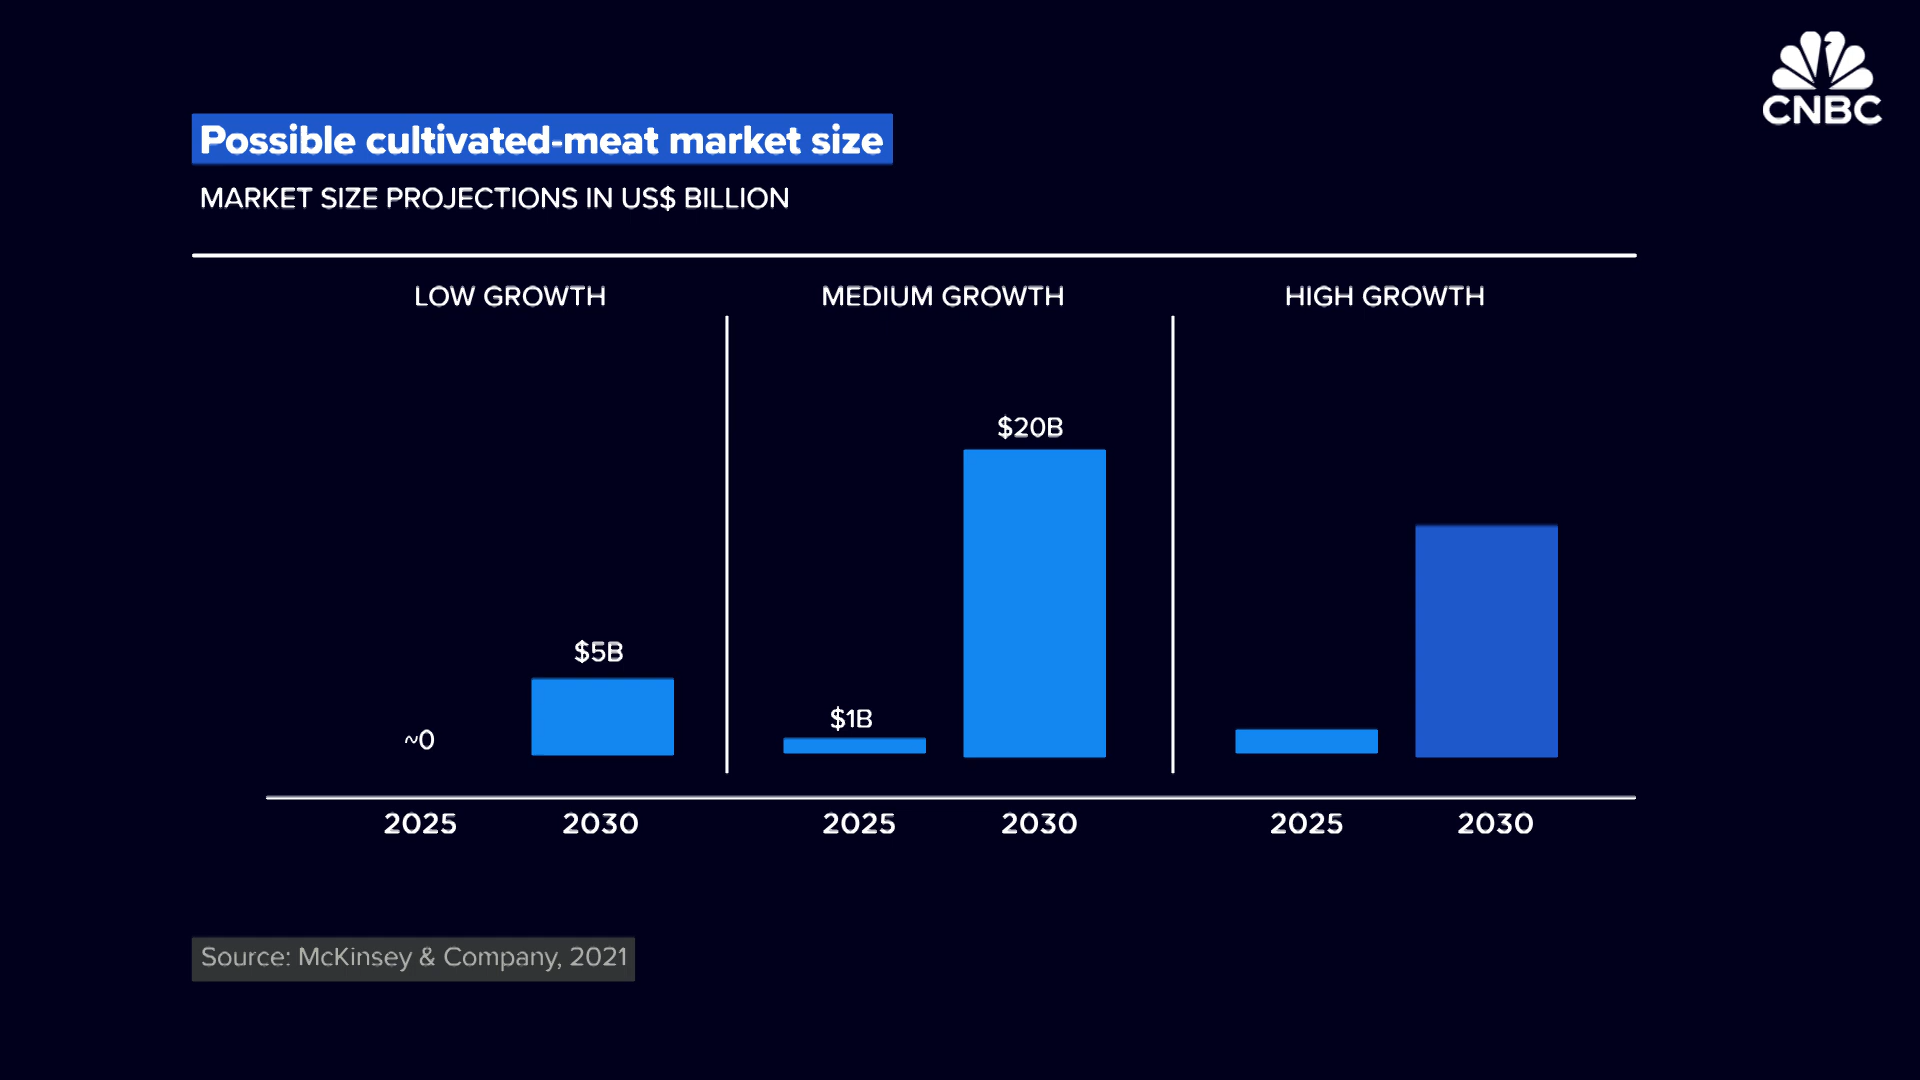 CNBC
Possible cultivated-meat market size
MARKET SIZE PROJECTIONS IN US$ BILLION
LOW GROWTH
MEDIUM GROWTH
HIGH GROWTH
$20B
$5B
$1B
~0
2025
2030
2025
2030
2025
2030
Source: McKinsey & Company, 2021